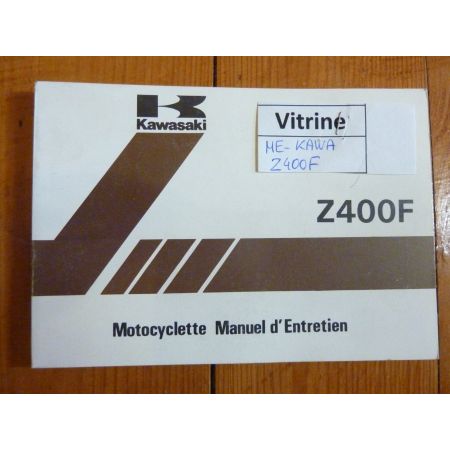 Kawasaki
Vitrine
ME- KAWA
Z400F
Z400F
Motocyclette Manuel d'Entretien